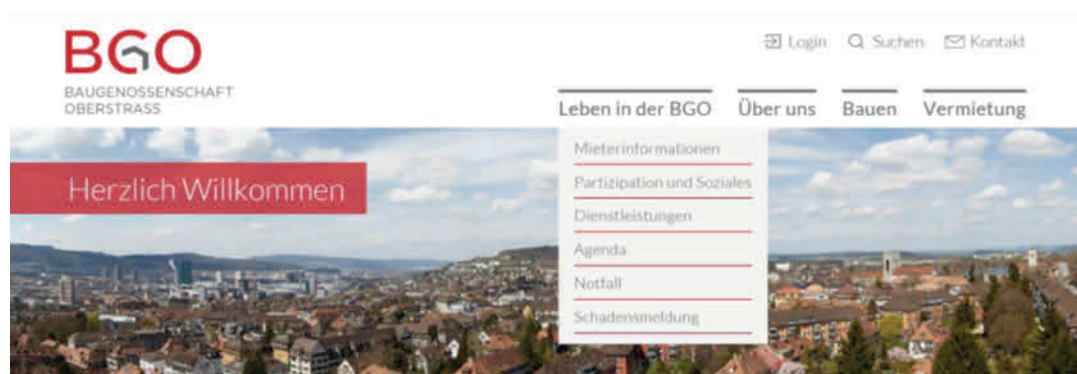 BGO
BAUGENOSSENSCHAFT
OBERSTRASS
Login Suchen Kontakt
Leben in der BGO Über uns Bauen Vermietung
Herzlich Willkommen
Mieterinformationen
Partizipation und Soziales
Dienstleistungen
Agenda
Notfall
Schadensmeldung